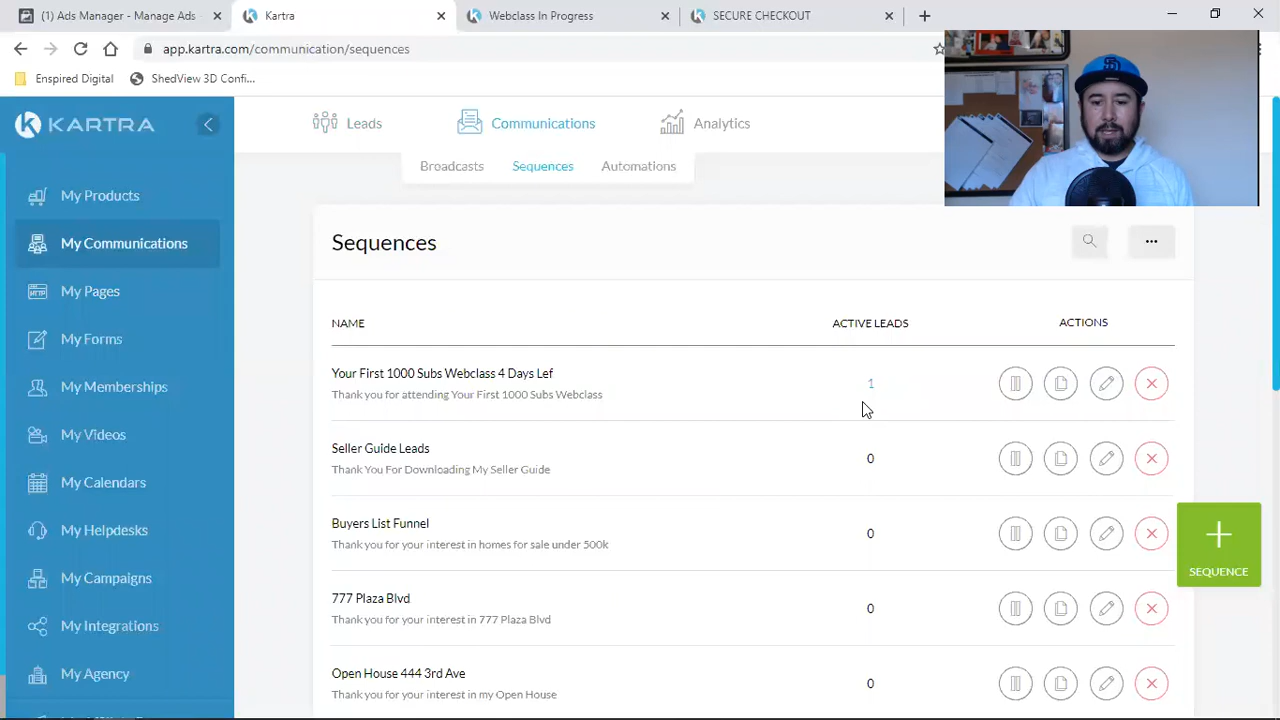 (1) Ads Manager - Manage Ads
Kartra
Webclass In Progress
SECURE CHECKOUT
app.kartra.com/communication/sequences
Enspired Digital
ShedView 3D Confi...
KARTRA
Leads
Communications
Analytics
Broadcasts
Sequences
Automations
My Products
My Communications
My Pages
My Forms
My Memberships
My Videos
My Calendars
My Helpdesks
My Campaigns
My Integrations
My Agency
Sequences
NAME
ACTIVE LEADS
ACTIONS
Your First 1000 Subs Webclass 4 Days Lef
Thank you for attending Your First 1000 Subs Webclass
1
Seller Guide Leads
Thank You For Downloading My Seller Guide
0
Buyers List Funnel
Thank you for your interest in homes for sale under 500k
0
777 Plaza Blvd
Thank you for your interest in 777 Plaza Blvd
0
Open House 444 3rd Ave
Thank you for your interest in my Open House
0
SEQUENCE